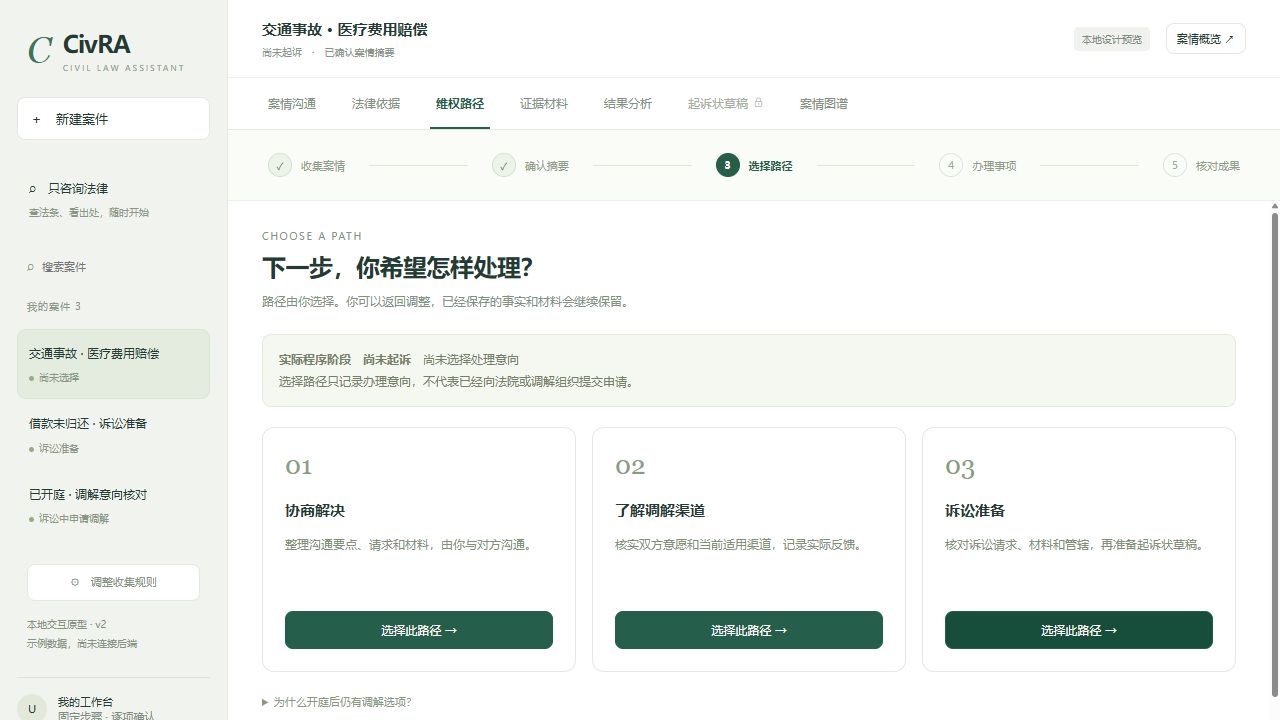 C CivRA
CIVIL LAW ASSISTANT
+ 新建案件
只咨询法律
查法条、看出处，随时开始
搜索案件
我的案件 3
交通事故 · 医疗费用赔偿
尚未选择
借款未归还 · 诉讼准备
诉讼准备
已开庭 · 调解意向核对
诉讼中申请调解
调整收集规则
本地交互原型 · v2
示例数据，尚未连接后端
U 我的工作台
固定步骤 · 逐项确认
交通事故 • 医疗费用赔偿
尚未起诉 · 已确认案情摘要
本地设计预览
案情概览 ↗
案情沟通 法律依据 维权路径 证据材料 结果分析 起诉状草稿 案情图谱
✓ 收集案情 ✓ 确认摘要 3 选择路径 4 办理事项 5 核对成果
CHOOSE A PATH
下一步，你希望怎样处理？
路径由你选择。你可以返回调整，已经保存的事实和材料会继续保留。
实际程序阶段 尚未起诉 尚未选择处理意向
选择路径只记录办理意向，不代表已经向法院或调解组织提交申请。
01
协商解决
整理沟通要点、请求和材料，由你与对方沟通。
选择此路径 →
02
了解调解渠道
核实双方意愿和当前适用渠道，记录实际反馈。
选择此路径 →
03
诉讼准备
核对诉讼请求、材料和管辖，再准备起诉状草稿。
选择此路径 →
▶ 为什么开庭后仍有调解选项？